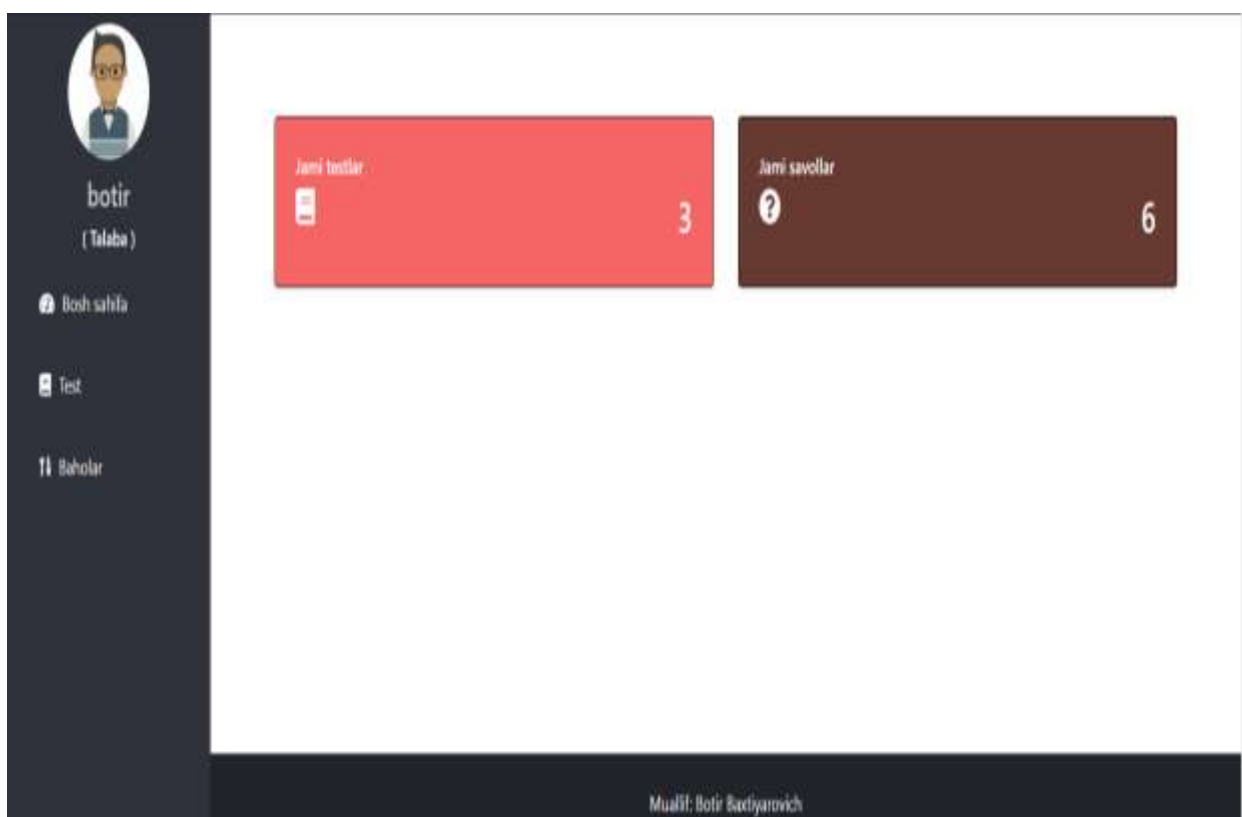 botir
( Talaba )
Bosh sahifa
Test
Baholar
Jami testlar
3
Jami savollar
6
Muallif: Botir Baxtiyarovich